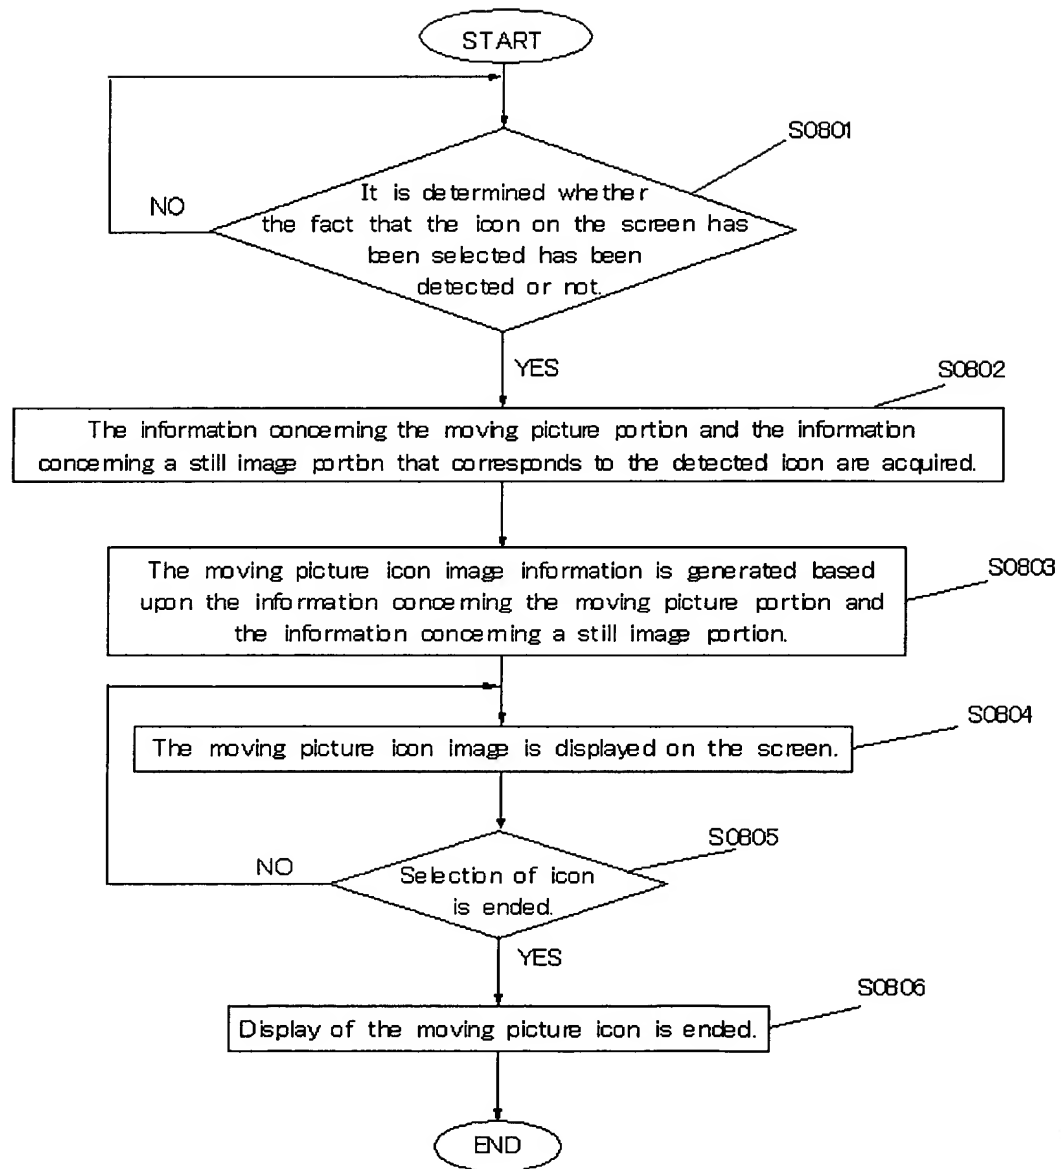 START
S0801
NO
It is determined whether
the fact that the icon on the screen has
been selected has been
detected or not.
YES
S0802
The information concerning the moving picture portion and the information
concerning a still image portion that corresponds to the detected icon are acquired.
S0803
The moving picture icon image information is generated based
upon the information concerning the moving picture portion and
the information concerning a still image portion.
S0804
The moving picture icon image is displayed on the screen.
S0805
NO
Selection of icon
is ended.
YES
S0806
Display of the moving picture icon is ended.
END